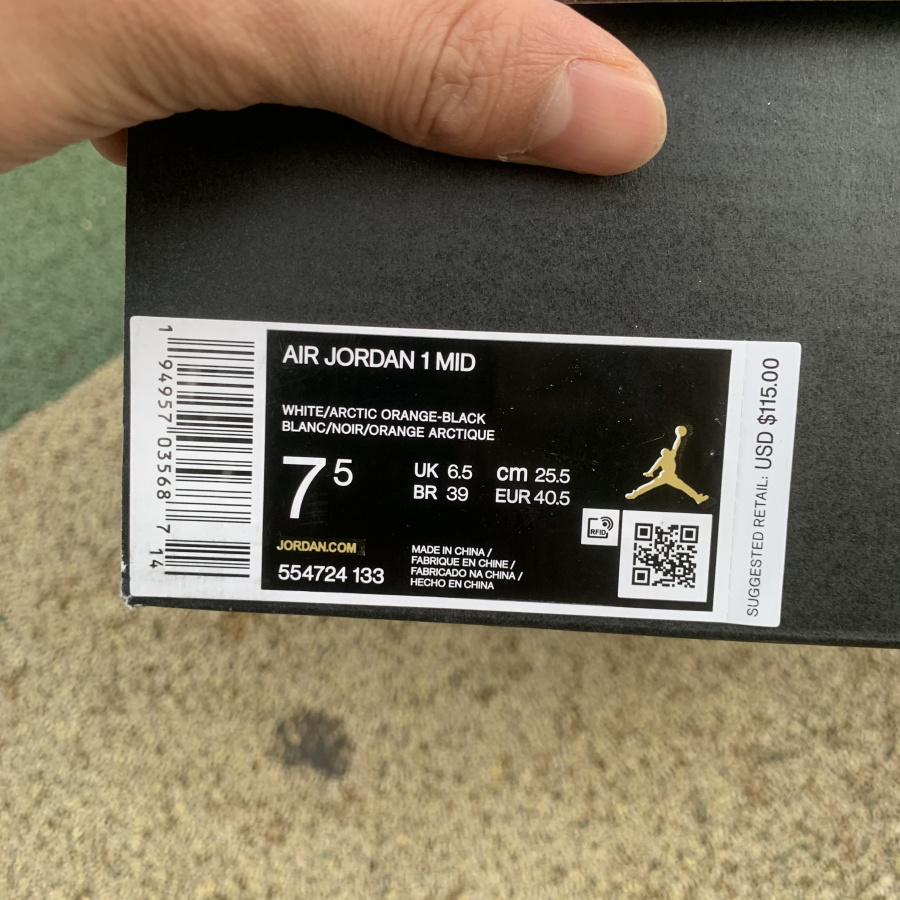 AIR JORDAN 1 MID
WHITE/ARCTIC ORANGE-BLACK
BLANC/NOIR/ORANGE ARCTIQUE
7 5
UK 6.5 cm 25.5
BR 39 EUR 40.5
JORDAN.COM
554724 133
MADE IN CHINA /
FABRIQUE EN CHINE /
FABRICADO NA CHINA /
HECHO EN CHINA
RFID
1 94957 03568 7 14
SUGGESTED RETAIL: USD $115.00